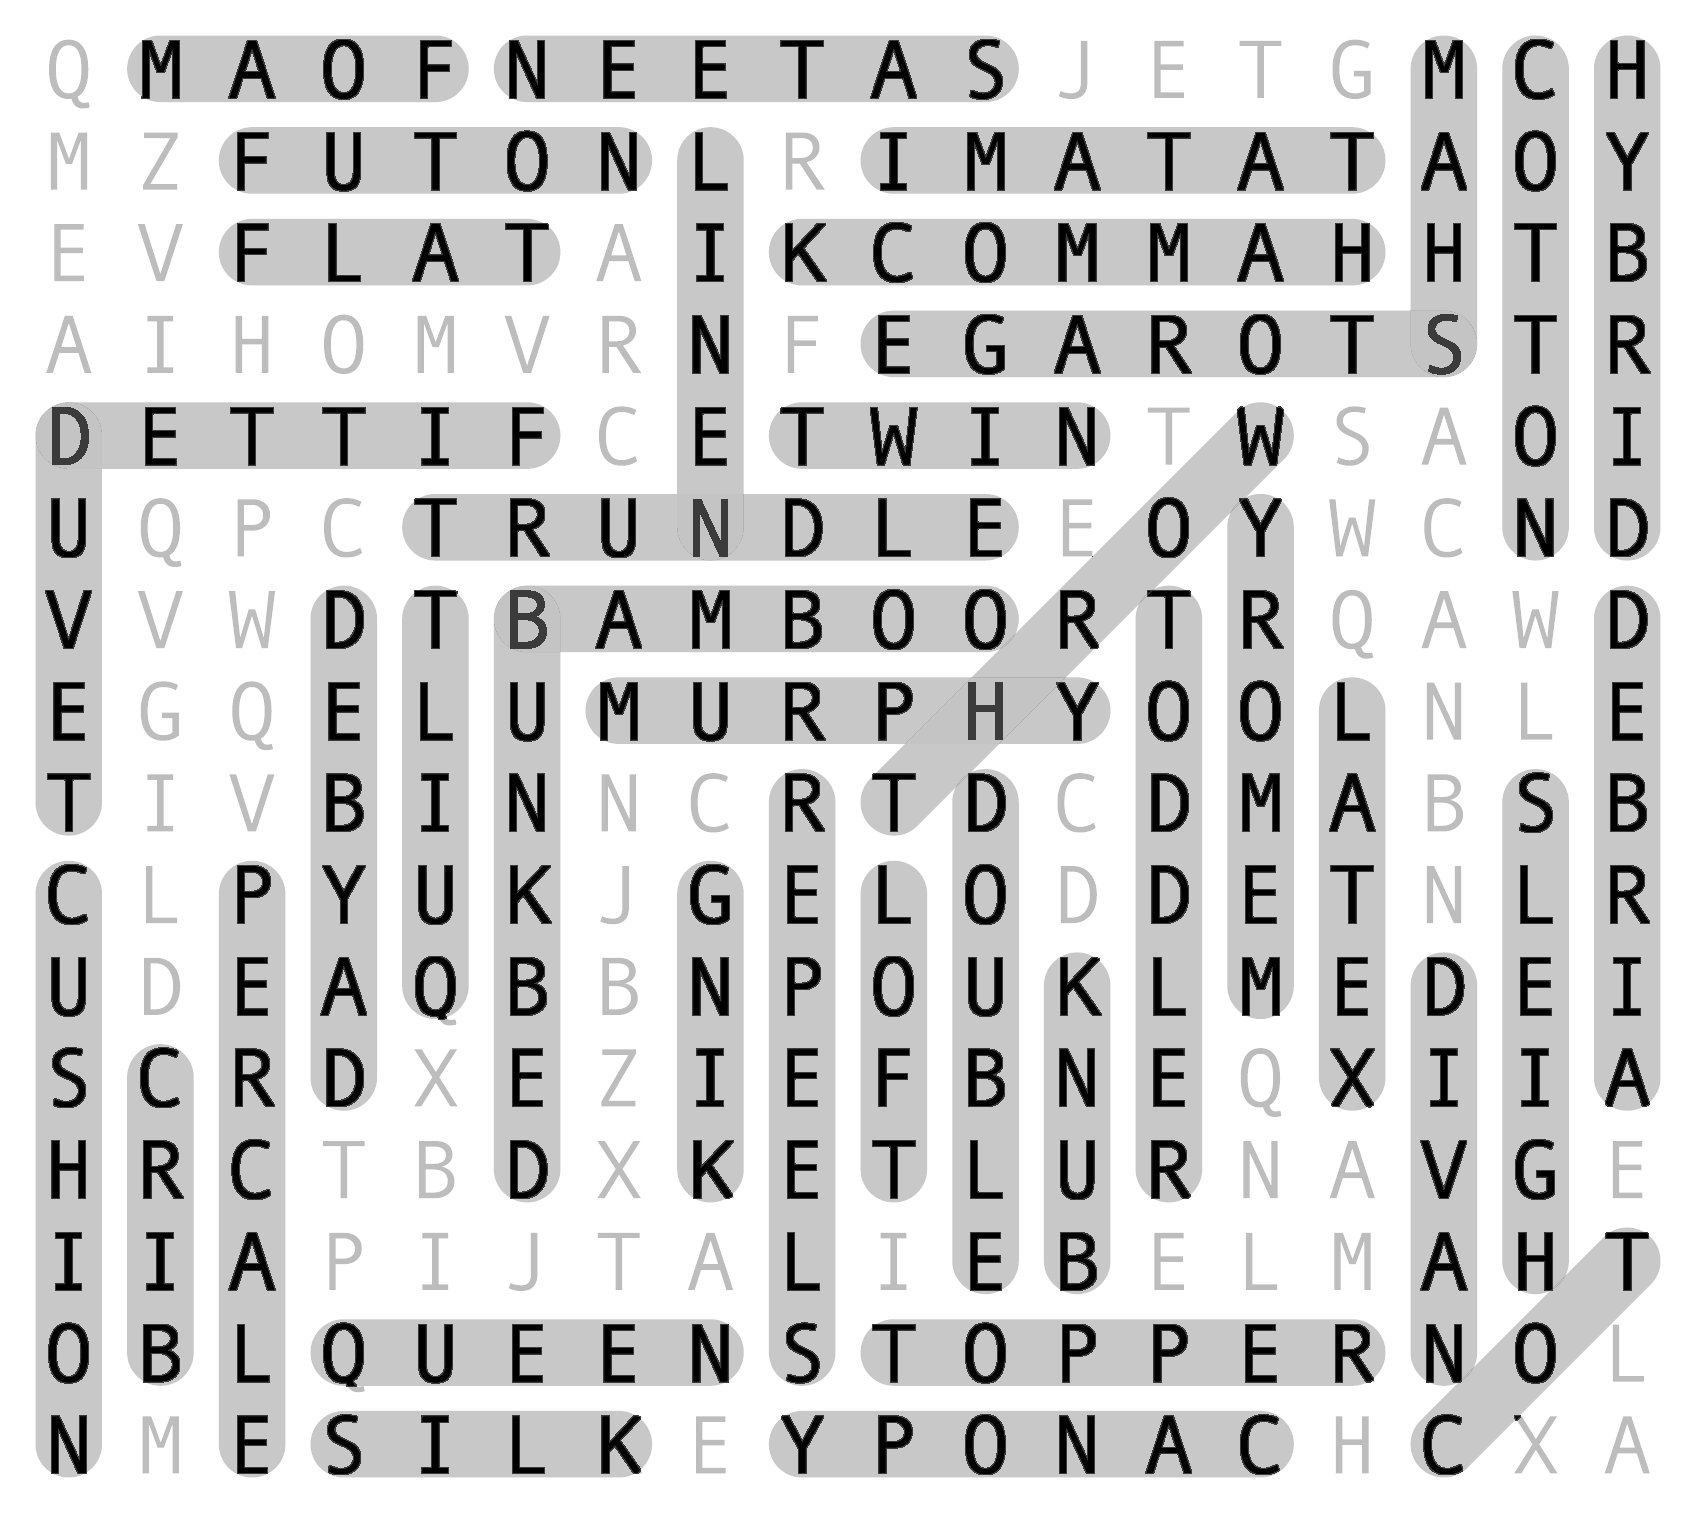 Q M A O F N E E T A S J E T G M C H
M Z F U T O N L R I M A T A T A O Y
E V F L A T A I K C O M M A H H T B
A I H O M V R N F E G A R O T S T R
D E T T I F C E T W I N T W S A O I
U Q P C T R U N D L E E O Y W C N D
V V W D T B A M B O O R T R Q A W D
E G Q E L U M U R P H Y O O L N L E
T I V B I N N C R T D C D M A B S B
C L P Y U K J G E L O D D E T N L R
U D E A Q B B N P O U K L M E D E I
S C R D X E Z I E F B N E Q X I I A
H R C T B D X K E T L U R N A V G E
I I A P I J T A L I E B E L M A H T
O B L Q U E E N S T O P P E R N O L
N M E S I L K E Y P O N A C H C X A